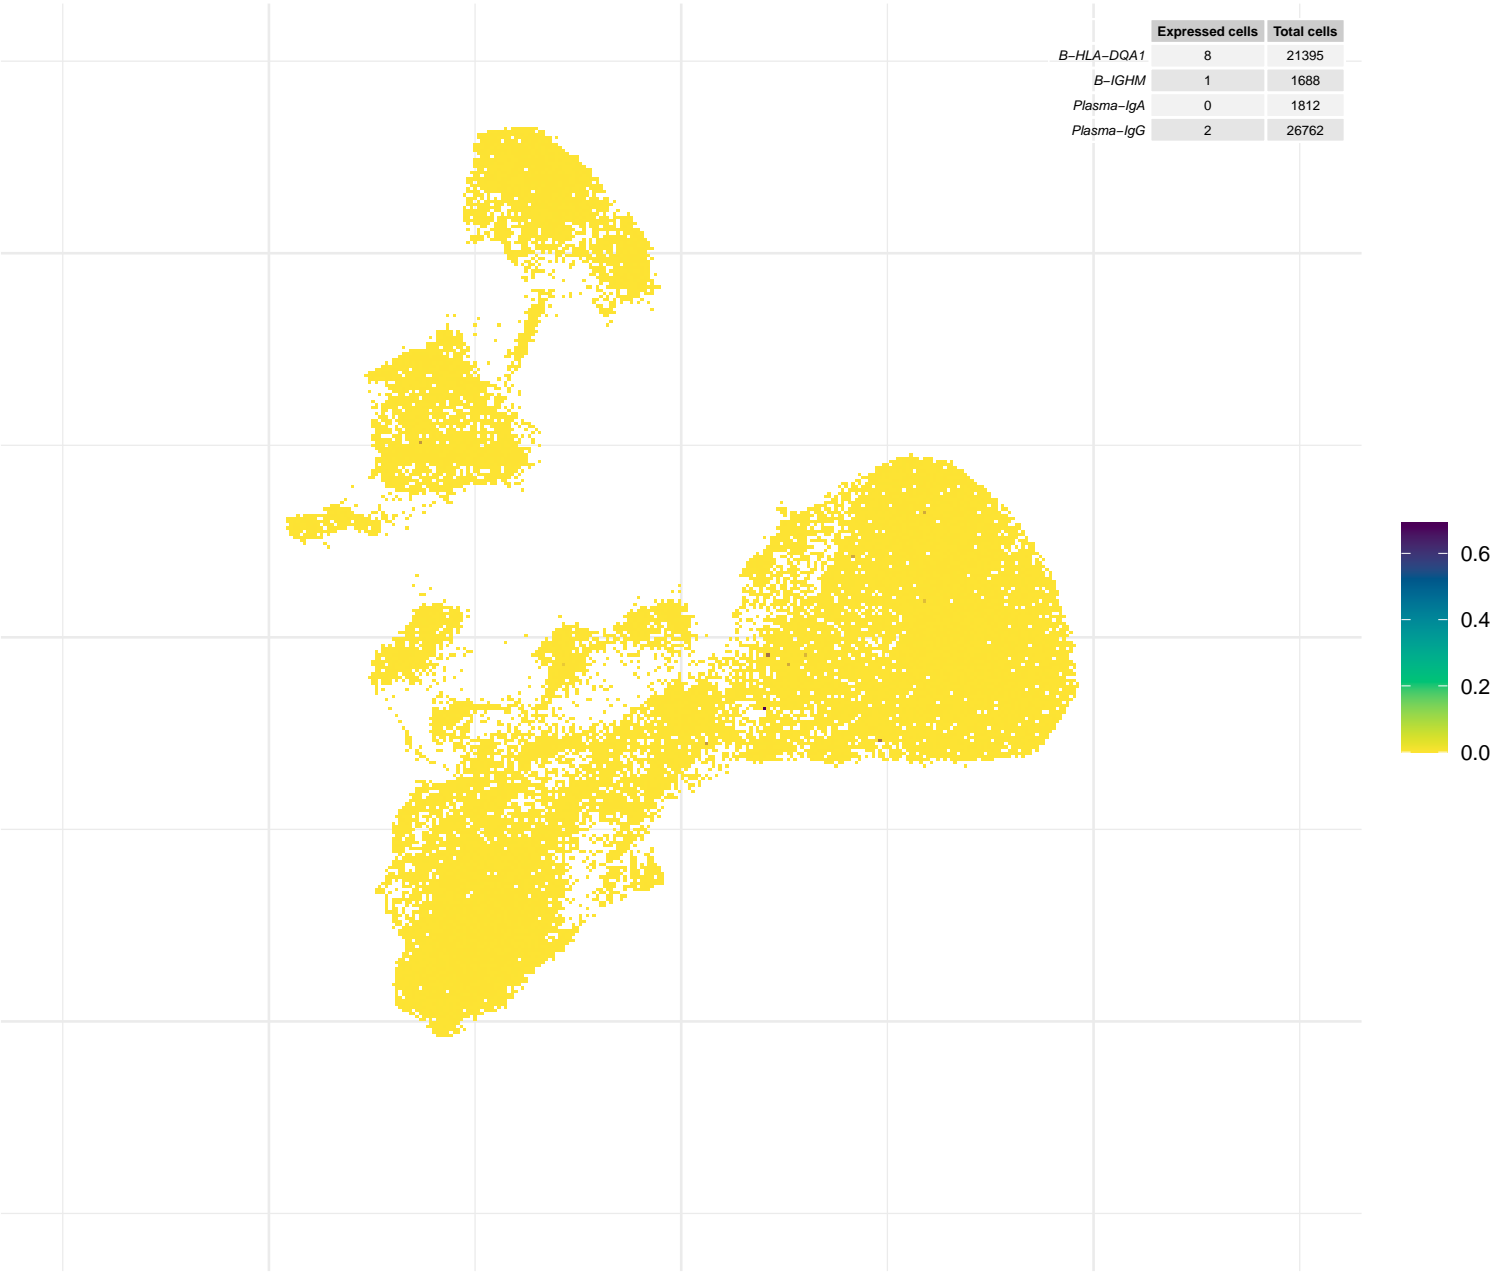 Expressed cells Total cells
B−HLA−DQA1 8 21395
B−IGHM 1 1688
Plasma−IgA 0 1812
Plasma−IgG 2 26762
0.6
0.4
0.2
0.0